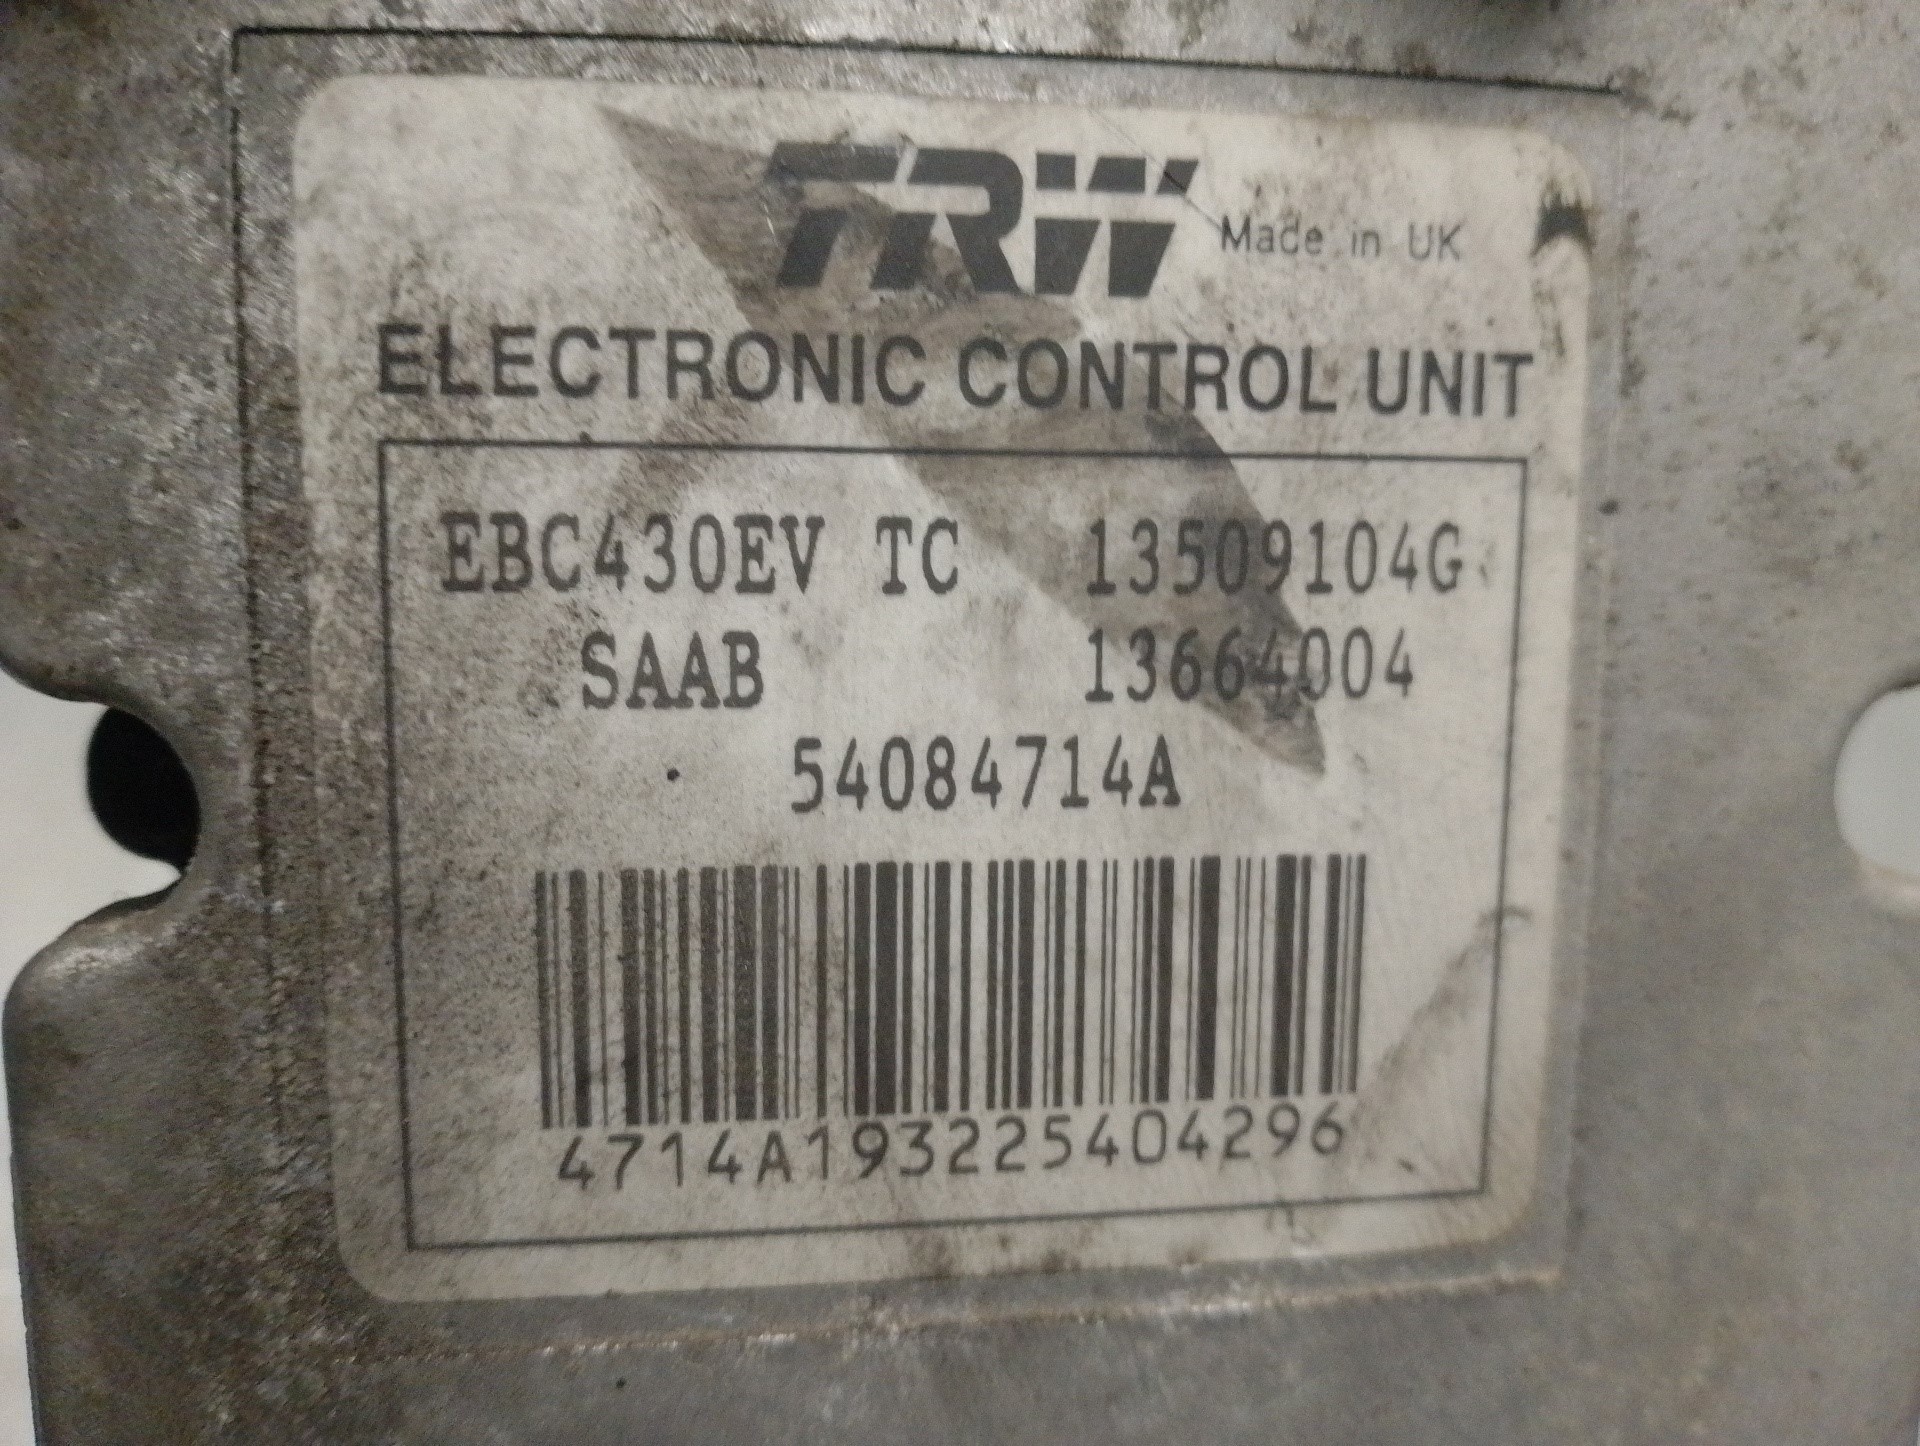 TRW Made in UK
ELECTRONIC CONTROL UNIT
EBC430EV TC 13509104G
SAAB 13664004
54084714A
4714A193225404296